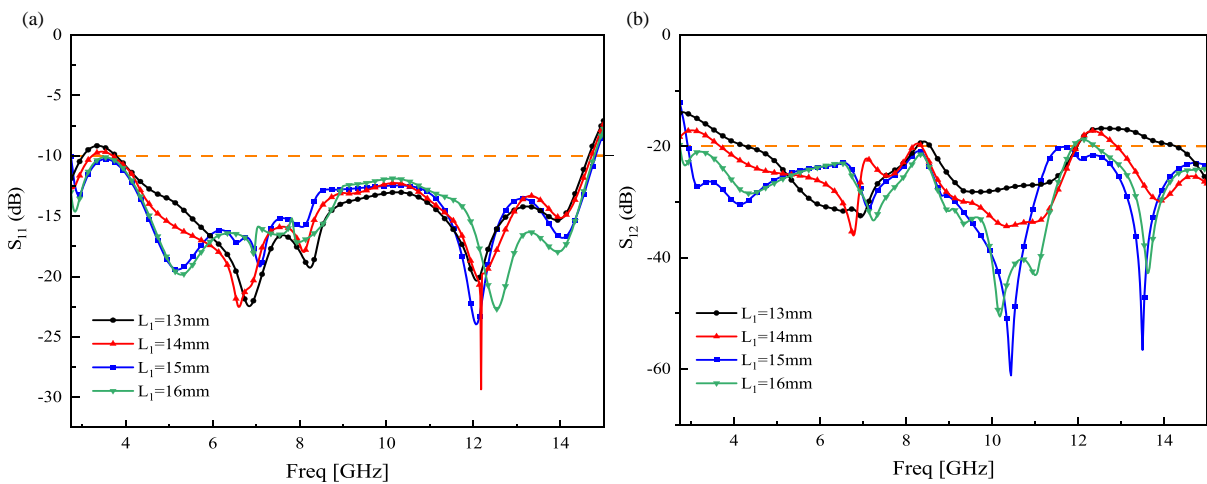 (a)
0
-5
-10
-15
-20
-25
-30
S11 (dB)
L1=13mm
L1=14mm
L1=15mm
L1=16mm
4 6 8 10 12 14
Freq [GHz]
(b)
0
-20
-40
-60
S12 (dB)
L1=13mm
L1=14mm
L1=15mm
L1=16mm
4 6 8 10 12 14
Freq [GHz]